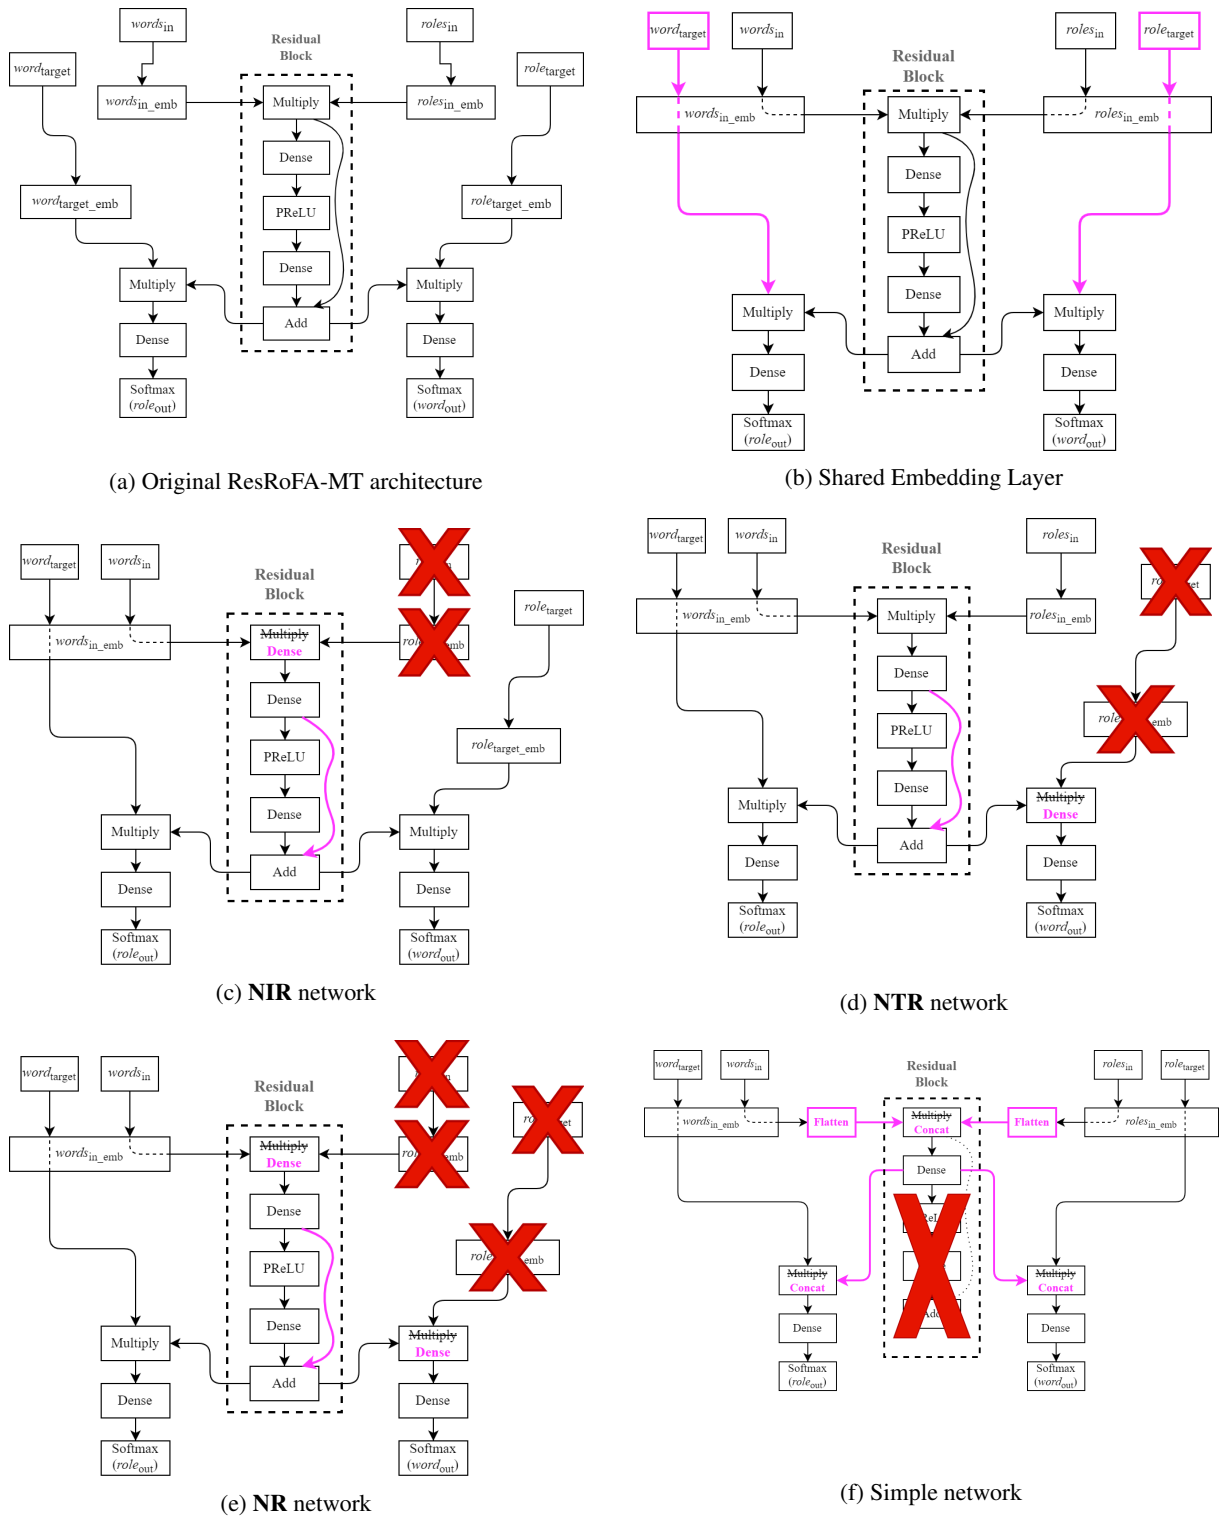 words_in
roles_in
Residual
Block
word_target
role_target
words_in_emb
Multiply
roles_in_emb
Dense
word_target_emb
PReLU
role_target_emb
Multiply
Dense
Multiply
Dense
Add
Dense
Softmax
(role_out)
Softmax
(word_out)
(a) Original ResRoFA-MT architecture
word_target
words_in
roles_in
role_target
Residual
Block
words_in_emb
Multiply
roles_in_emb
Dense
PReLU
Multiply
Dense
Multiply
Dense
Add
Dense
Softmax
(role_out)
Softmax
(word_out)
(b) Shared Embedding Layer
word_target
words_in
Residual
Block
role_target
words_in_emb
Multiply
Dense
Dense
PReLU
role_target_emb
Multiply
Dense
Multiply
Dense
Add
Dense
Softmax
(role_out)
Softmax
(word_out)
(c) NIR network
word_target
words_in
roles_in
Residual
Block
words_in_emb
Multiply
roles_in_emb
Dense
PReLU
Multiply
Dense
Multiply
Dense
Dense
Add
Dense
Softmax
(role_out)
Softmax
(word_out)
(d) NTR network
word_target
words_in
Residual
Block
words_in_emb
Multiply
Dense
Dense
PReLU
Multiply
Dense
Multiply
Dense
Dense
Add
Dense
Softmax
(role_out)
Softmax
(word_out)
(e) NR network
word_target
words_in
Residual
Block
roles_in
role_target
words_in_emb
Flatten
Multiply
Concat
Flatten
roles_in_emb
Dense
Multiply
Concat
Multiply
Concat
Dense
Dense
Softmax
(role_out)
Softmax
(word_out)
(f) Simple network